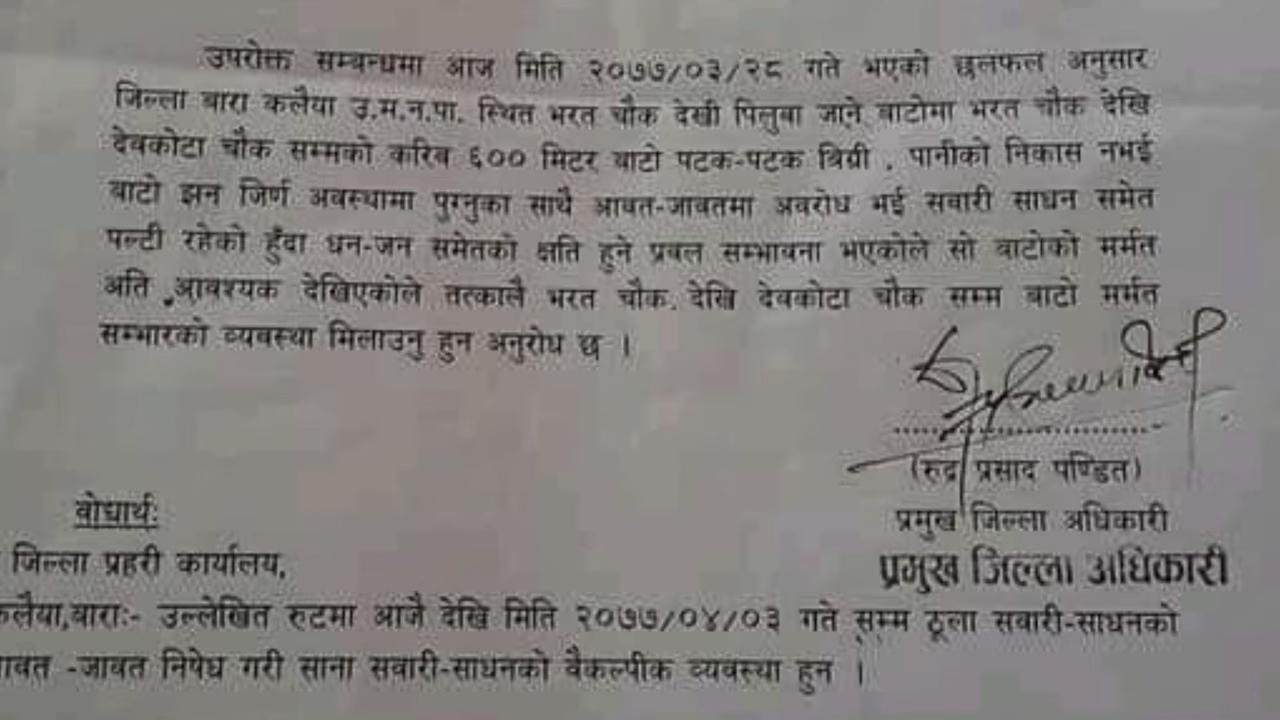 उपरोक्त सम्बन्धमा आज मिति २०७७/०३/२८ गते भएको छलफल अनुसार
जिल्ला बारा कलैया उ.म.न.पा. स्थित भरत चौक देखी पिलुवा जाने बाटोमा भरत चौक देखि
देवकोटा चौक सम्मको करिब ६०० मिटर बाटो पटक-पटक बिग्री , पानीको निकास नभई
बाटो झन जिर्ण अवस्थामा पुग्नुका साथै आवत-जावतमा अवरोध भई सवारी साधन समेत
पल्टी रहेको हुँदा धन-जन समेतको क्षति हुने प्रवल सम्भावना भएकोले सो बाटोको मर्मत
अति आवश्यक देखिएकोले तत्कालै भरत चौक देखि देवकोटा चौक सम्म बाटो मर्मत
सम्भारको व्यवस्था मिलाउनु हुन अनुरोध छ ।
(रुद्र प्रसाद पण्डित)
प्रमुख जिल्ला अधिकारी
प्रमुख जिल्ला अधिकारी
वोधार्थः
जिल्ला प्रहरी कार्यालय,
कलैया,बाराः- उल्लेखित रुटमा आजै देखि मिति २०७७/०४/०३ गते सम्म ठूला सवारी-साधनको
आवत -जावत निषेध गरी साना सवारी-साधनको वैकल्पीक व्यवस्था हुन ।